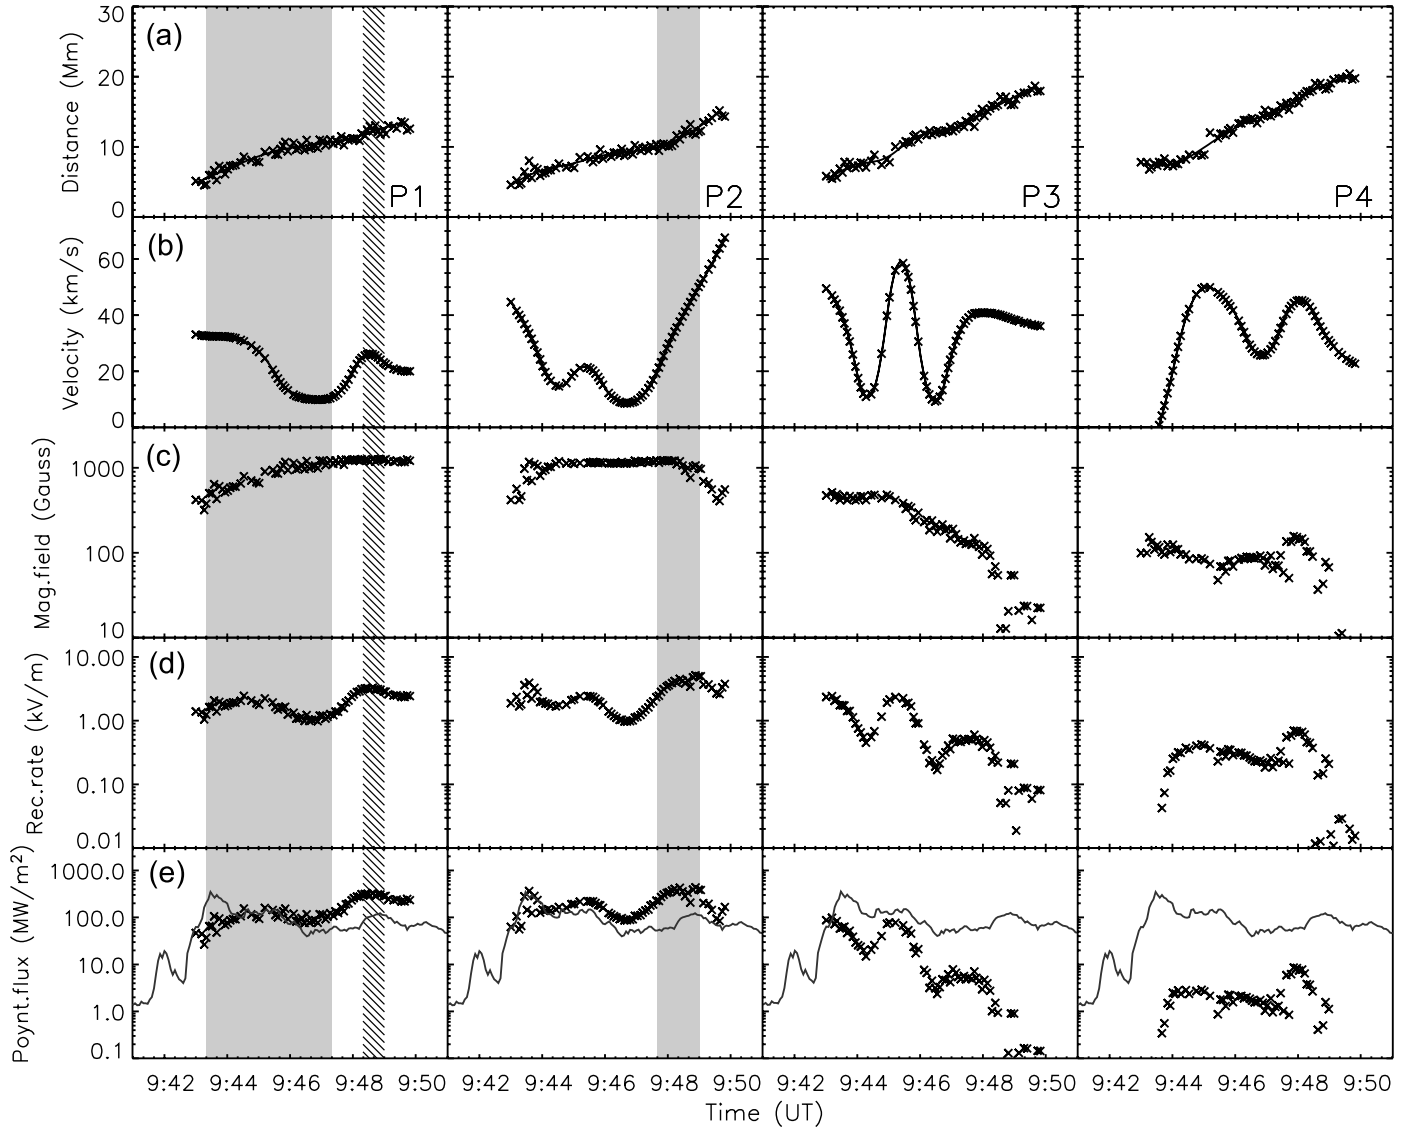 30
20
10
0
Distance (Mm)
(a)
P1
P2
P3
P4
60
40
20
0
Velocity (km/s)
(b)
1000
100
10
Mag.field (Gauss)
(c)
10.00
1.00
0.10
0.01
Rec.rate (kV/m)
(d)
1000.0
100.0
10.0
1.0
0.1
Poynt.flux (MW/m²)
(e)
9:42 9:44 9:46 9:48 9:50 9:42 9:44 9:46 9:48 9:50 9:42 9:44 9:46 9:48 9:50 9:42 9:44 9:46 9:48 9:50
Time (UT)